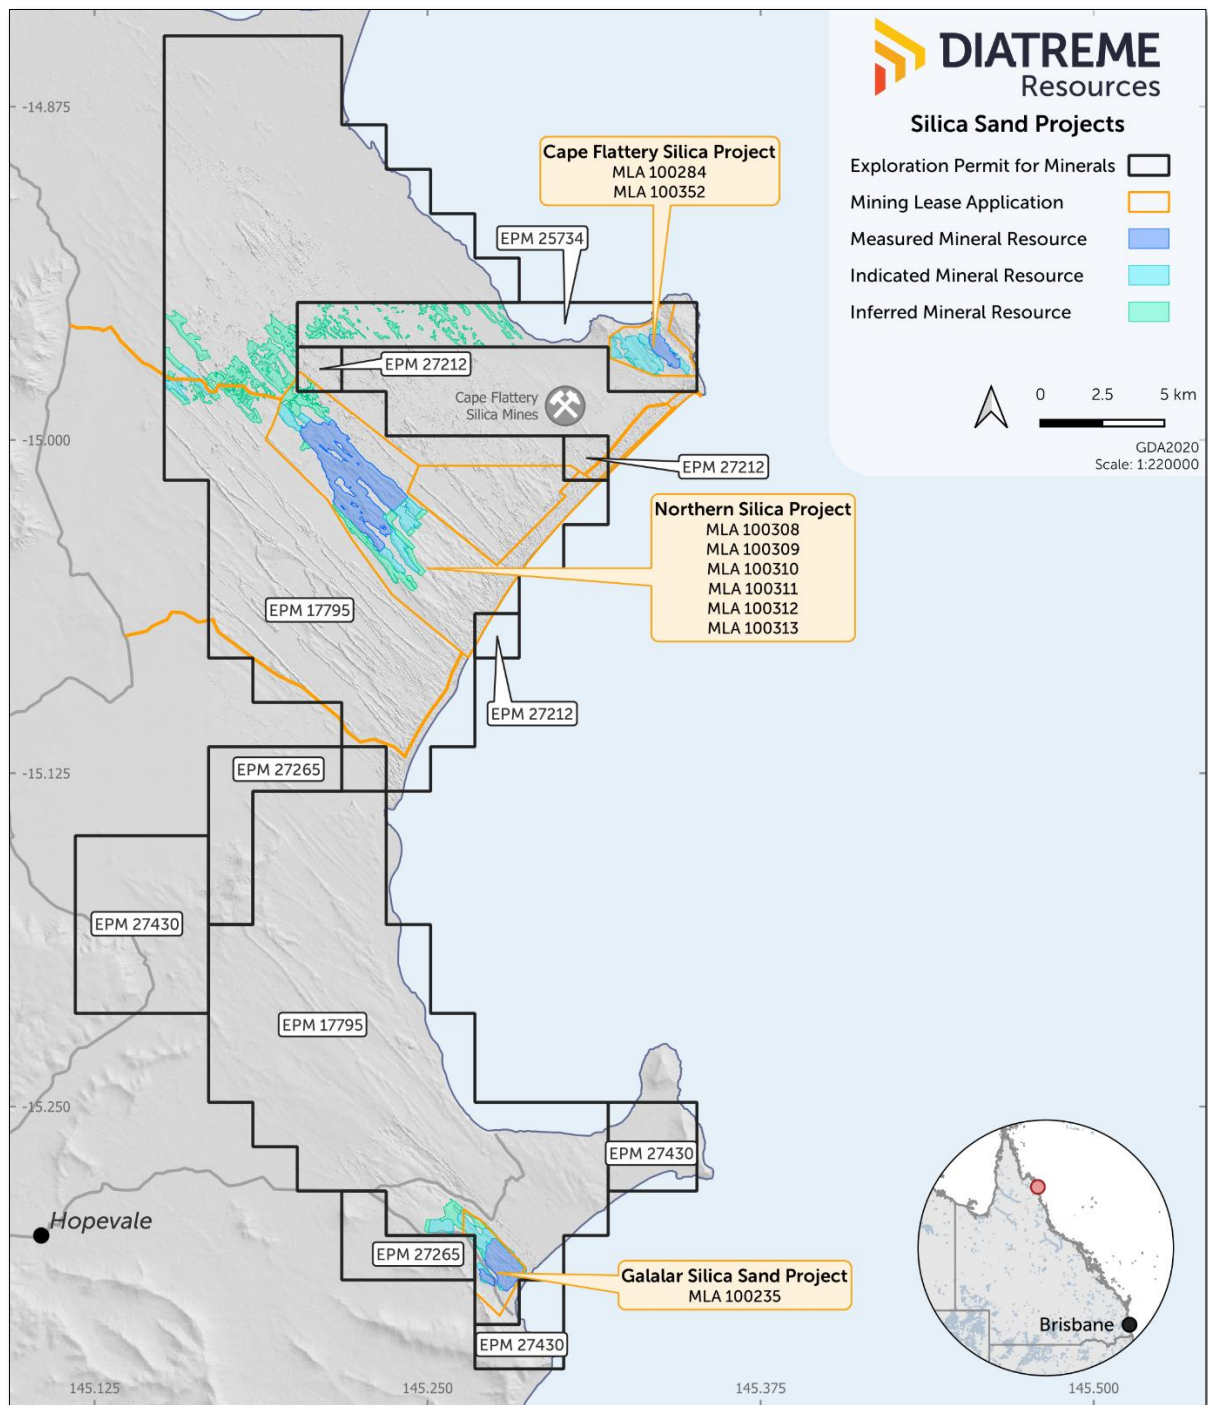 DIATREME
Resources
Silica Sand Projects
Exploration Permit for Minerals
Mining Lease Application
Measured Mineral Resource
Indicated Mineral Resource
Inferred Mineral Resource
0 2.5 5 km
GDA2020
Scale: 1:220000
-14.875
Cape Flattery Silica Project
MLA 100284
MLA 100352
EPM 25734
EPM 27212
Cape Flattery
Silica Mines
-15.000
EPM 27212
Northern Silica Project
MLA 100308
MLA 100309
MLA 100310
MLA 100311
MLA 100312
MLA 100313
EPM 17795
EPM 27212
EPM 27265
-15.125
EPM 27430
EPM 17795
-15.250
EPM 27430
Hopevale
EPM 27265
Galalar Silica Sand Project
MLA 100235
EPM 27430
Brisbane
145.125
145.250
145.375
145.500